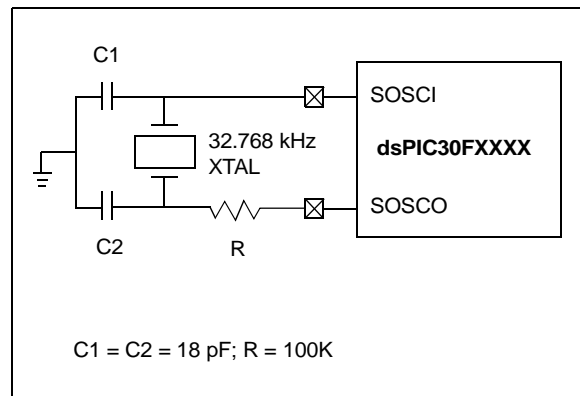 C1
SOSCI
32.768 kHz
XTAL
dsPIC30FXXXX
SOSCO
C2
R
C1 = C2 = 18 pF; R = 100K